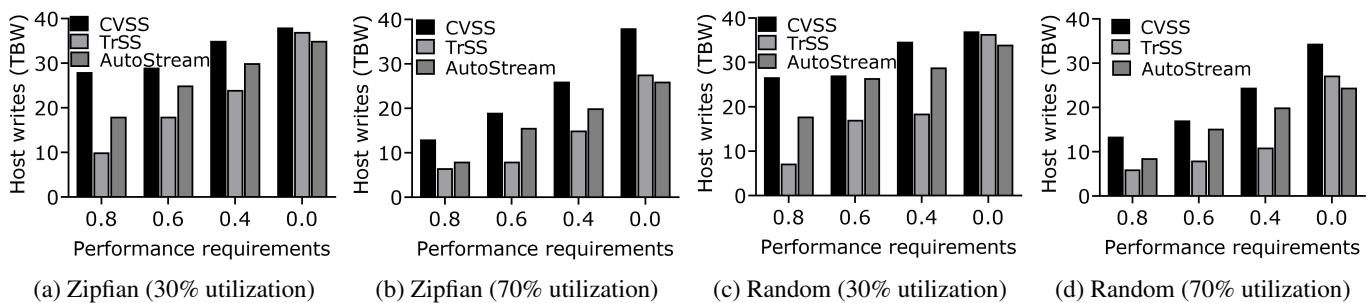 Host writes (TBW)
40
30
20
10
0
CVSS
TrSS
AutoStream
0.8 0.6 0.4 0.0
Performance requirements
(a) Zipfian (30% utilization)
Host writes (TBW)
40
30
20
10
0
CVSS
TrSS
AutoStream
0.8 0.6 0.4 0.0
Performance requirements
(b) Zipfian (70% utilization)
Host writes (TBW)
40
30
20
10
0
CVSS
TrSS
AutoStream
0.8 0.6 0.4 0.0
Performance requirements
(c) Random (30% utilization)
Host writes (TBW)
40
30
20
10
0
CVSS
TrSS
AutoStream
0.8 0.6 0.4 0.0
Performance requirements
(d) Random (70% utilization)